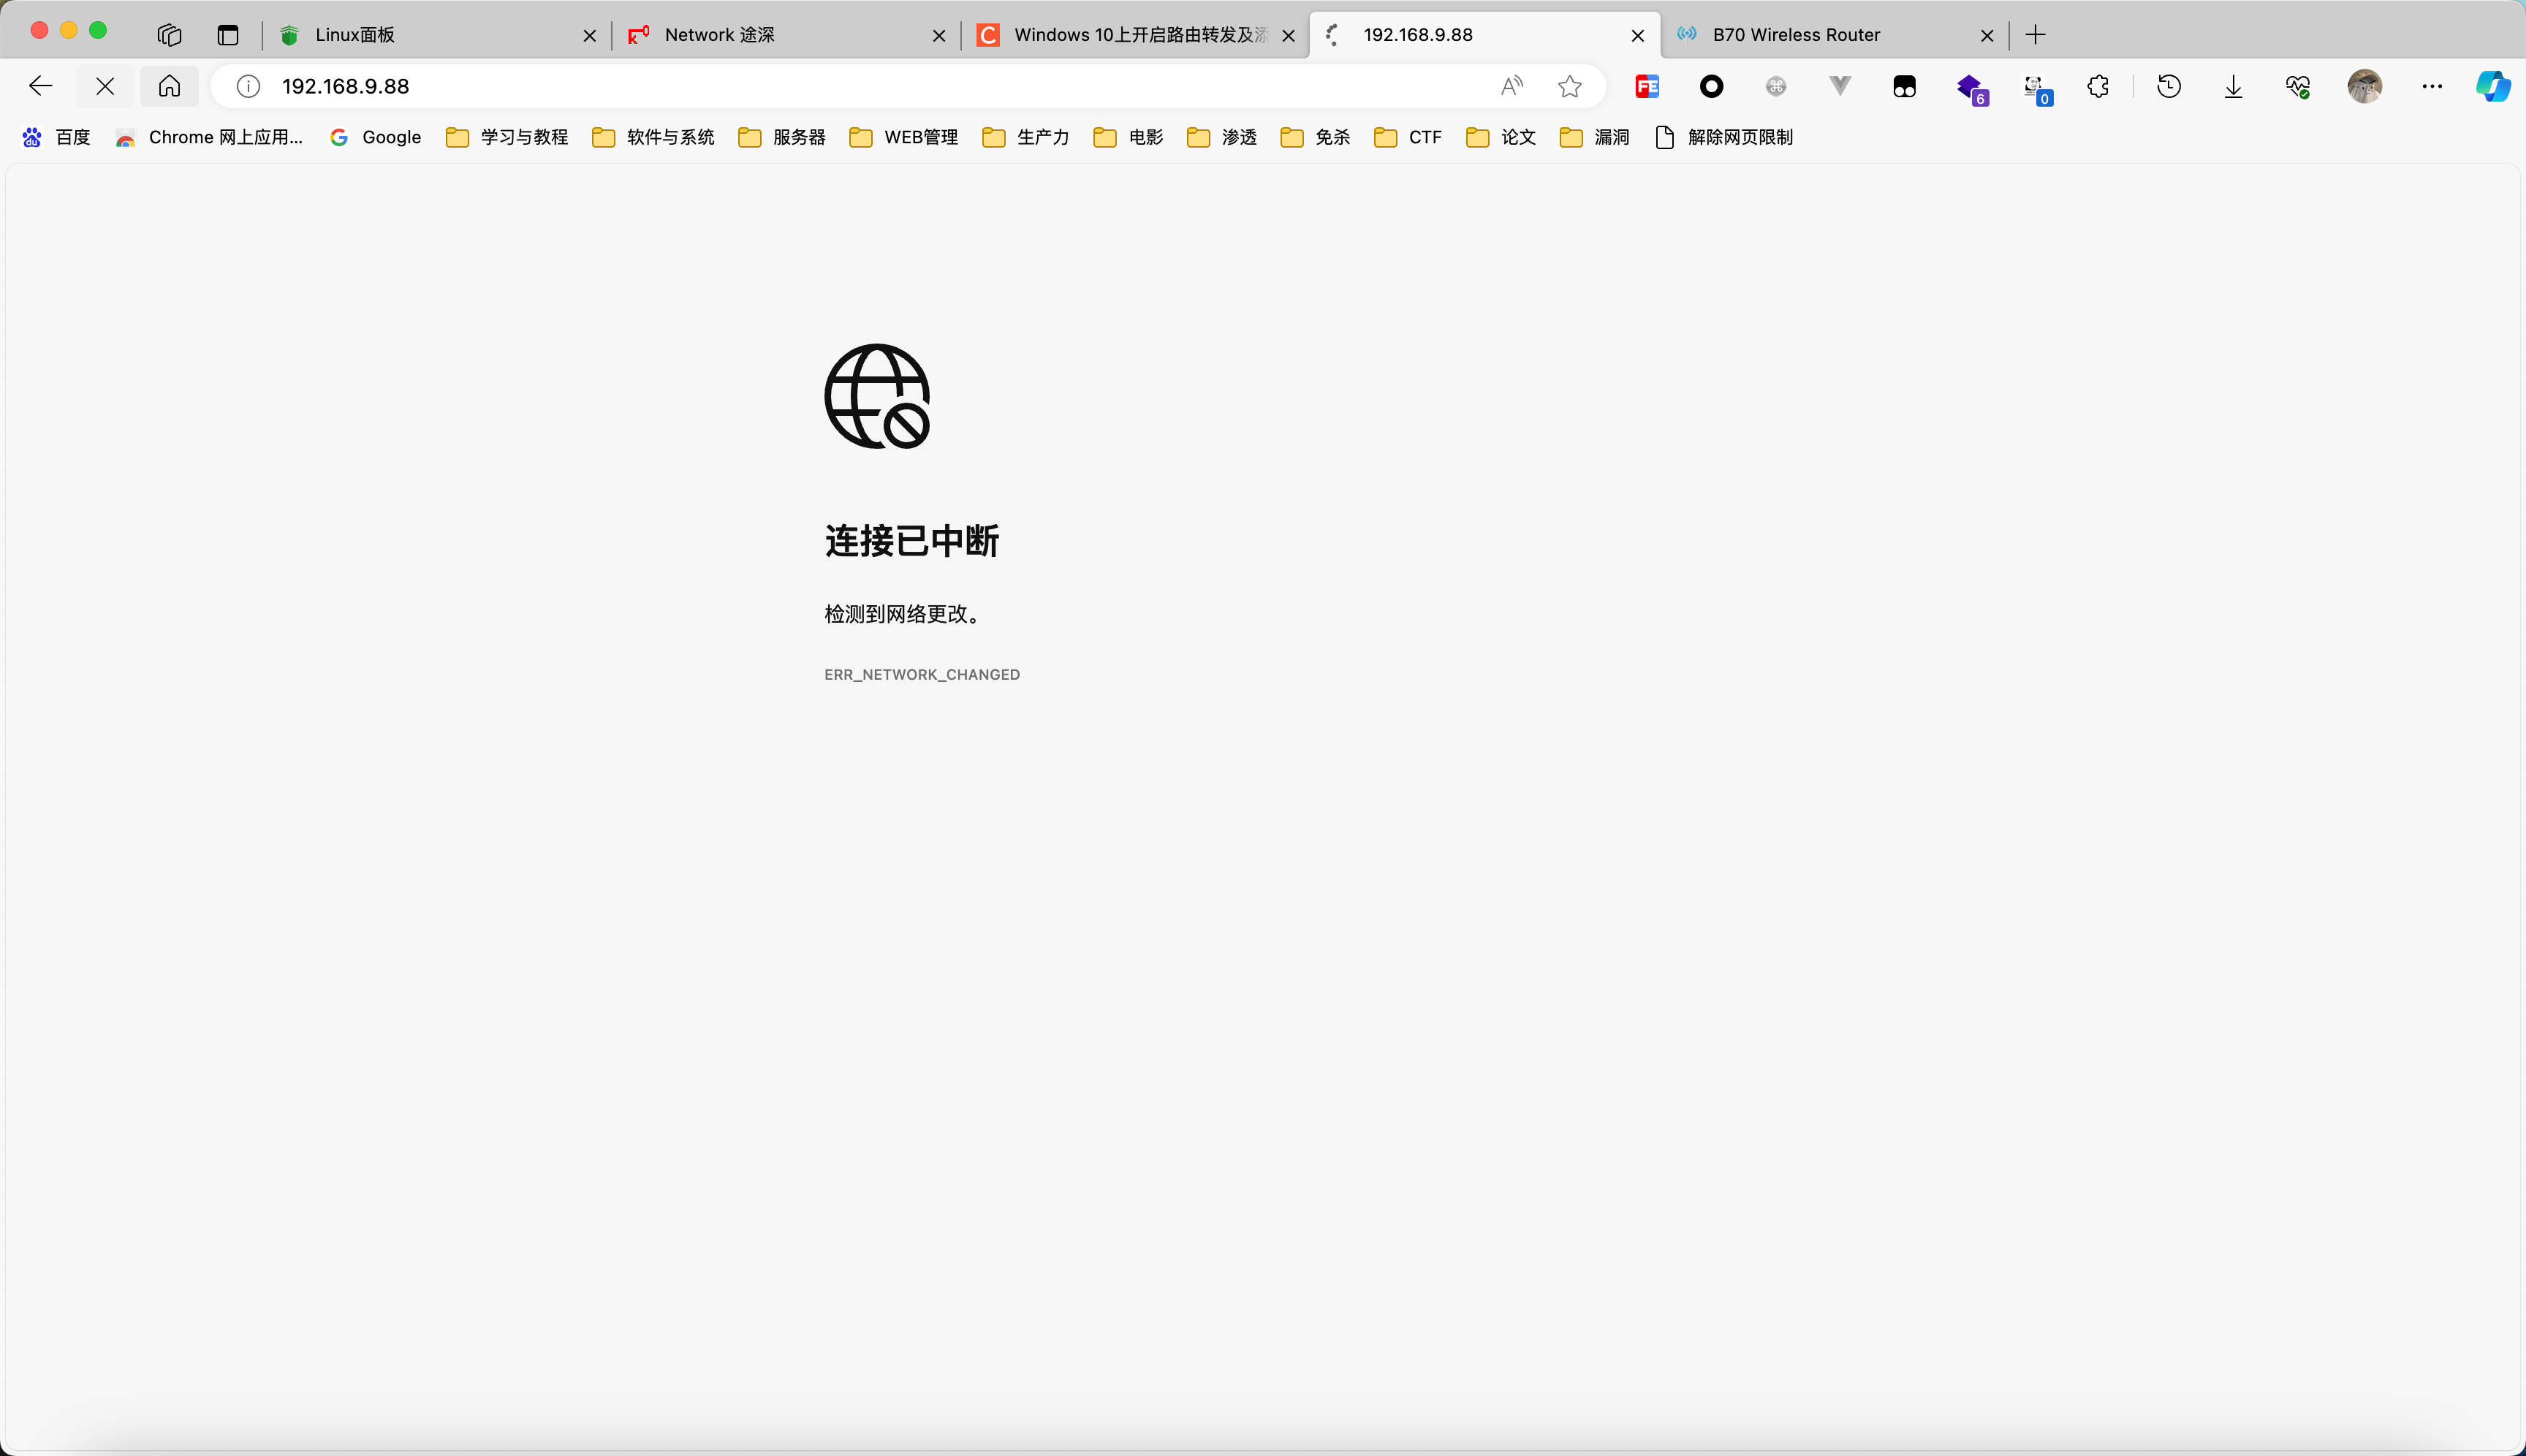 Linux面板
Network 途深
Windows 10上开启路由转发及添
192.168.9.88
B70 Wireless Router
192.168.9.88
6
0
百度
Chrome 网上应用...
Google
学习与教程
软件与系统
服务器
WEB管理
生产力
电影
渗透
免杀
CTF
论文
漏洞
解除网页限制
连接已中断
检测到网络更改。
ERR_NETWORK_CHANGED